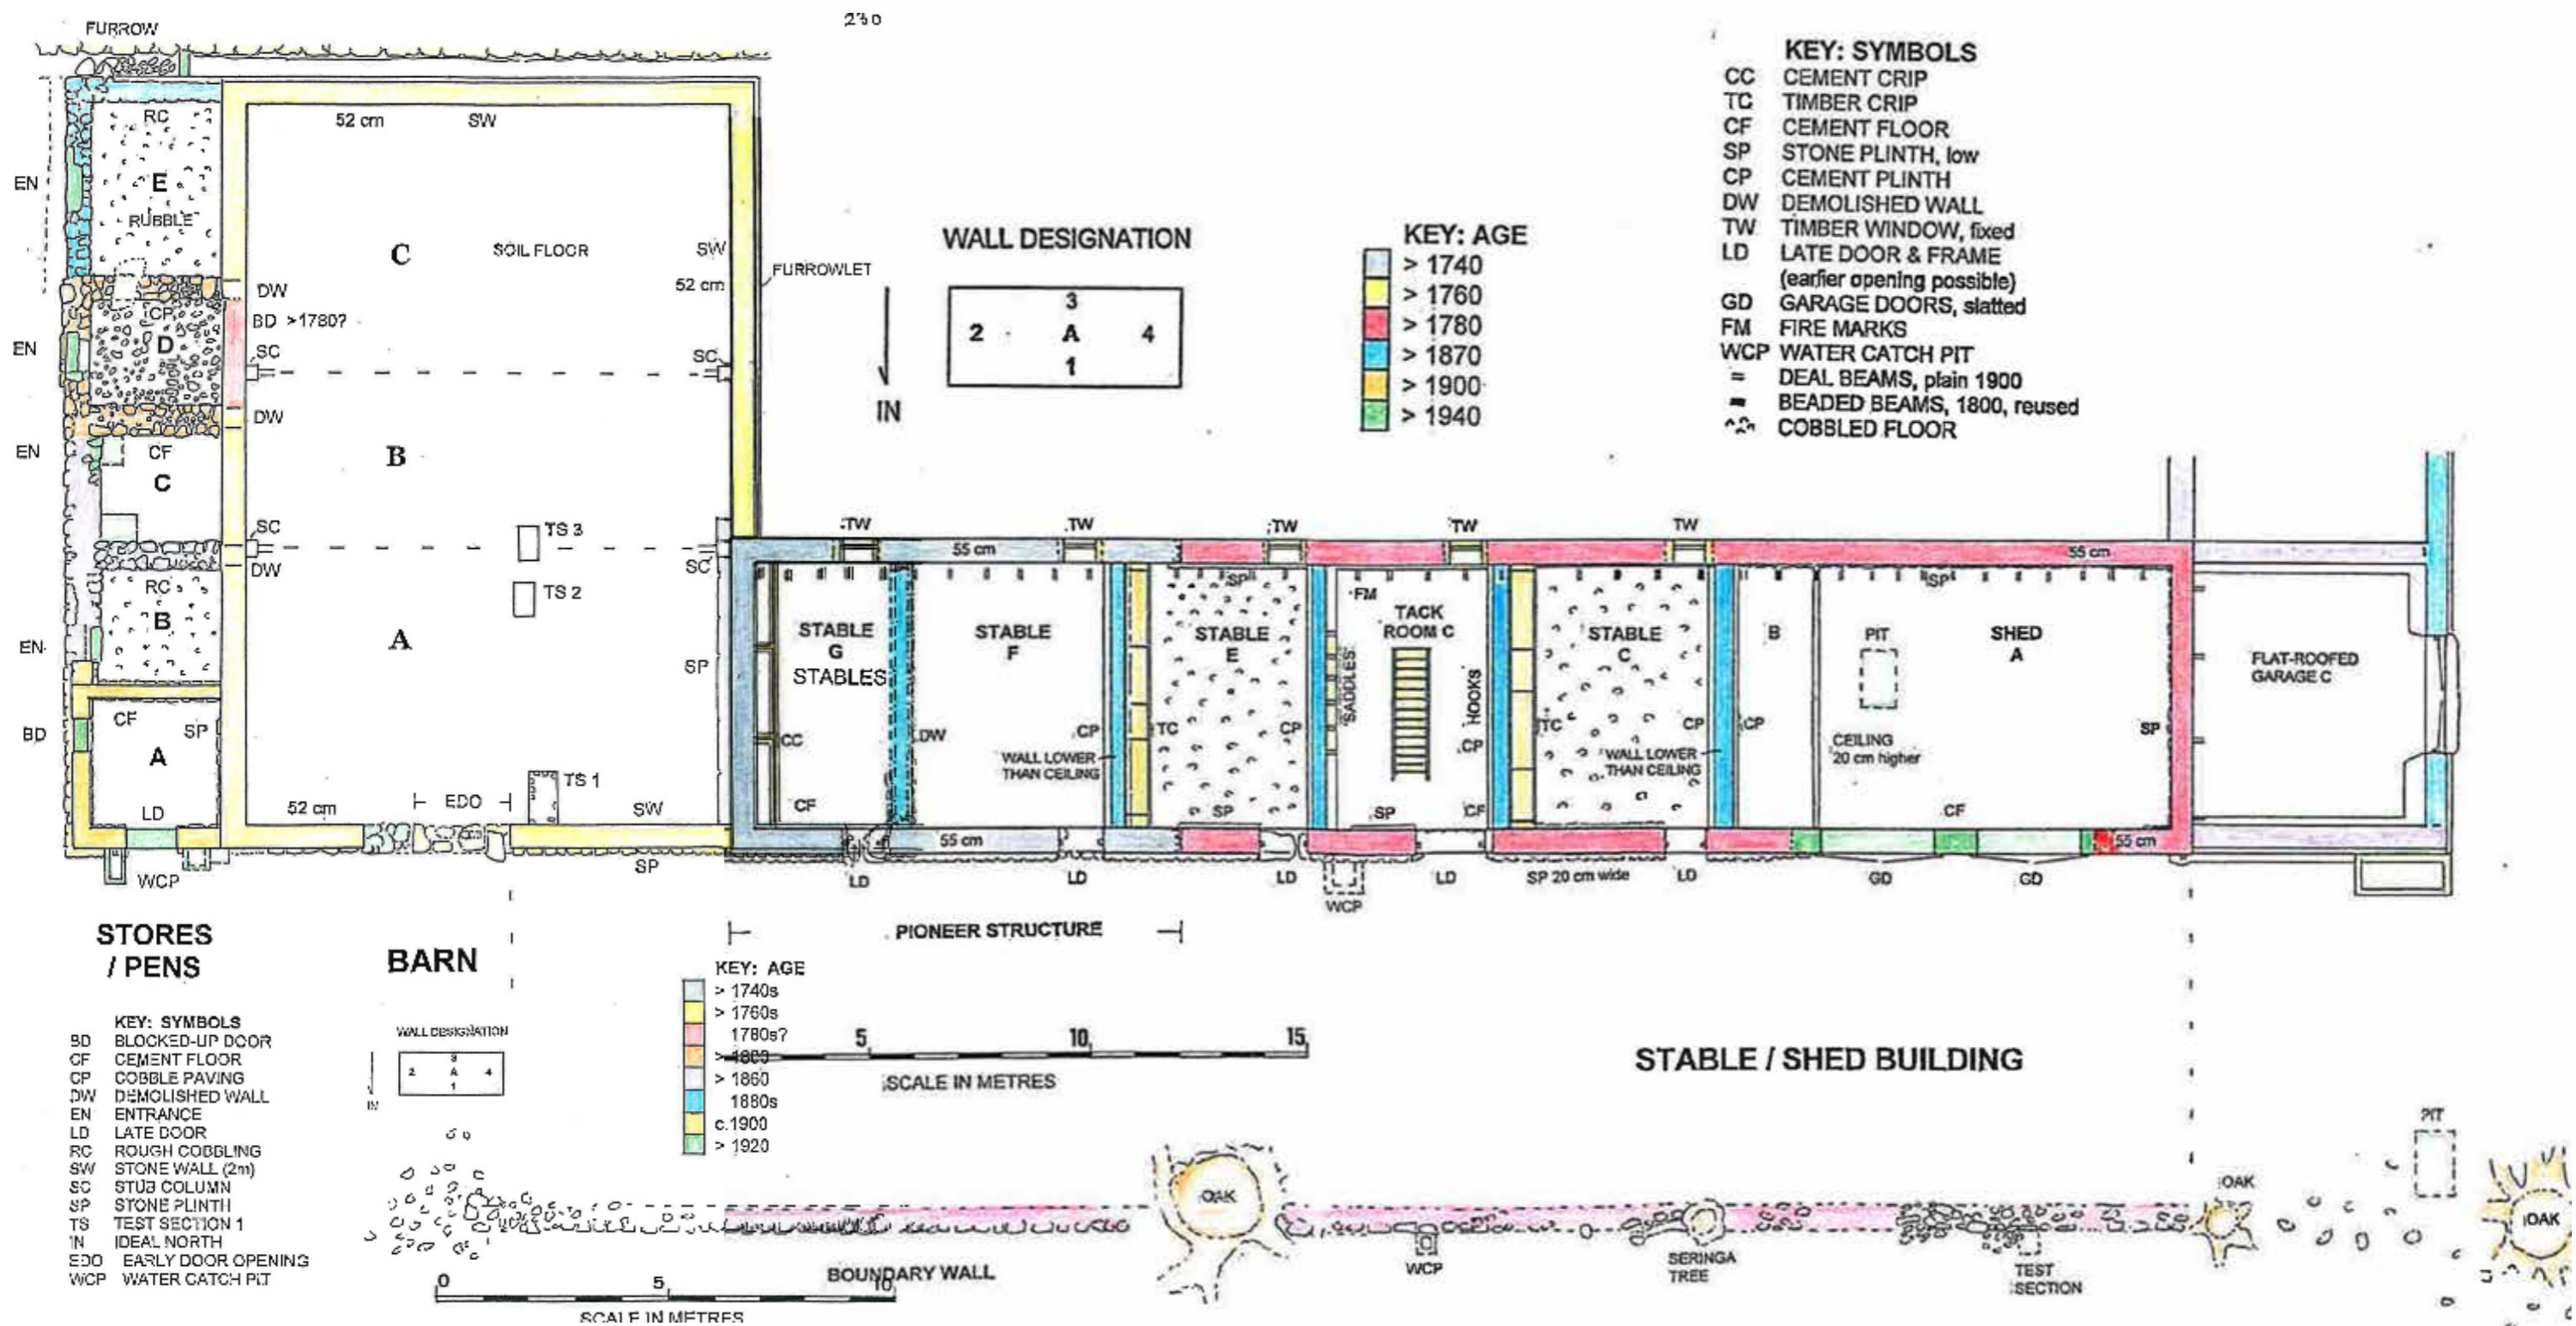 230
FURROW
KEY: SYMBOLS
CC CEMENT CRIP
TC TIMBER CRIP
CF CEMENT FLOOR
SP STONE PLINTH, low
CP CEMENT PLINTH
DW DEMOLISHED WALL
TW TIMBER WINDOW, fixed
LD LATE DOOR & FRAME
(earlier opening possible)
GD GARAGE DOORS, slatted
FM FIRE MARKS
WCP WATER CATCH PIT
= DEAL BEAMS, plain 1900
BEADED BEAMS, 1800, reused
COBBLED FLOOR
WALL DESIGNATION
3
2 A 4
1
IN
KEY: AGE
> 1740
> 1760
> 1780
> 1870
> 1900
> 1940
RC
52 cm
SW
EN
E
RUBBLE
C
SOIL FLOOR
SW
52 cm
FURROWLET
DW
CP
BD >1780?
EN
D
SC
SC
DW
EN
CF
C
B
SC
TS 3
SC
DW
RC
TS 2
B
EN
A
SP
CF
SP
BD
A
TS 1
LD
52 cm
EDO
SW
SP
WCP
TW
TW
TW
TW
TW
55 cm
55 cm
SP
SP
FM
STABLE
G
STABLES
STABLE
F
STABLE
E
TACK
ROOM C
STABLE
C
B
PIT
SHED
A
FLAT-ROOFED
GARAGE C
SADDLES
HOOKS
CC
DW
CP
TC
CP
CP
TC
CP
CP
SP
WALL LOWER
THAN CEILING
WALL LOWER
THAN CEILING
CEILING
20 cm higher
CF
SP
SP
CF
CF
55 cm
55 cm
LD
LD
LD
LD
SP 20 cm wide
LD
GD
GD
WCP
PIONEER STRUCTURE
STORES
/ PENS
BARN
KEY: AGE
> 1740s
> 1760s
1780s?
> 1800
> 1860
1880s
c.1900
> 1920
KEY: SYMBOLS
BD BLOCKED-UP DOOR
CF CEMENT FLOOR
CP COBBLE PAVING
DW DEMOLISHED WALL
EN ENTRANCE
LD LATE DOOR
RC ROUGH COBBLING
SW STONE WALL (2m)
SC STUB COLUMN
SP STONE PLINTH
TS TEST SECTION 1
IN IDEAL NORTH
EDO EARLY DOOR OPENING
WCP WATER CATCH PIT
WALL DESIGNATION
3
2 A 4
1
IN
5 10 15
SCALE IN METRES
STABLE / SHED BUILDING
PIT
OAK
OAK
OAK
WCP
SERINGA
TREE
TEST
SECTION
BOUNDARY WALL
0 5 10
SCALE IN METRES